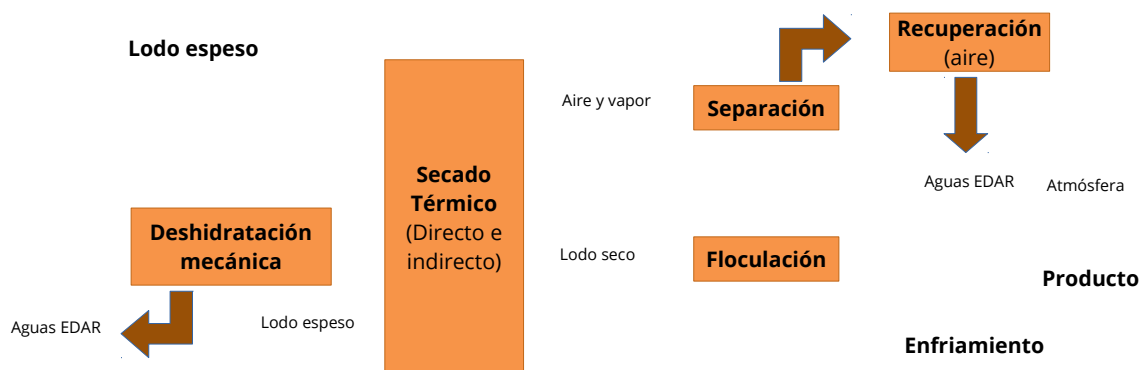 Lodo espeso
Recuperación
(aire)
Aire y vapor
Separación
Secado
Térmico
(Directo e
indirecto)
Aguas EDAR
Atmósfera
Deshidratación
mecánica
Lodo seco
Floculación
Producto
Aguas EDAR
Lodo espeso
Enfriamiento